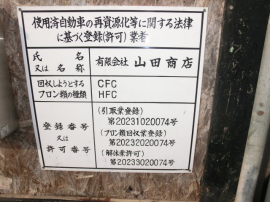 使用済自動車の再資源化等に関する法律
に基づく登録(許可)業者
氏名
又は名称
有限会社 山田商店
回収しようとする
フロン類の種類
CFC
HFC
登録番号
又は
許可番号
(引取業登録)
第20231020074号
(フロン類回収業登録)
第20232020074号
(解体業許可)
第20233020074号